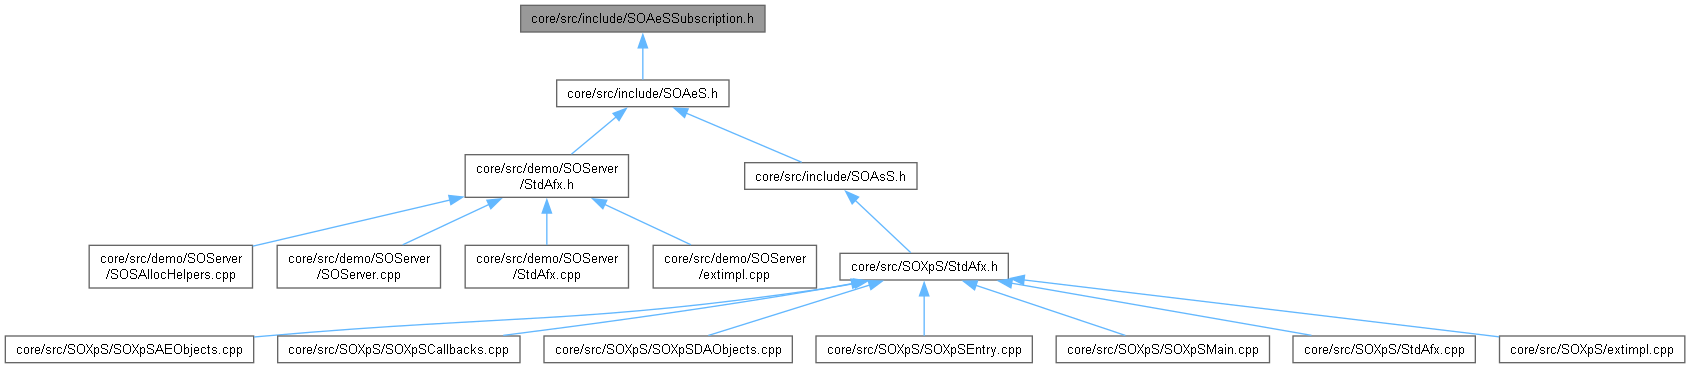 core/src/include/SOAeSSubscription.h
core/src/include/SOAeS.h
core/src/demo/SOServer
/StdAfx.h
core/src/include/SOAsS.h
core/src/demo/SOServer
/SOSAllocHelpers.cpp
core/src/demo/SOServer
/SOServer.cpp
core/src/demo/SOServer
/StdAfx.cpp
core/src/demo/SOServer
/extimpl.cpp
core/src/SOXpS/StdAfx.h
core/src/SOXpS/SOXpSAEObjects.cpp
core/src/SOXpS/SOXpSCallbacks.cpp
core/src/SOXpS/SOXpSDAObjects.cpp
core/src/SOXpS/SOXpSEntry.cpp
core/src/SOXpS/SOXpSMain.cpp
core/src/SOXpS/StdAfx.cpp
core/src/SOXpS/extimpl.cpp